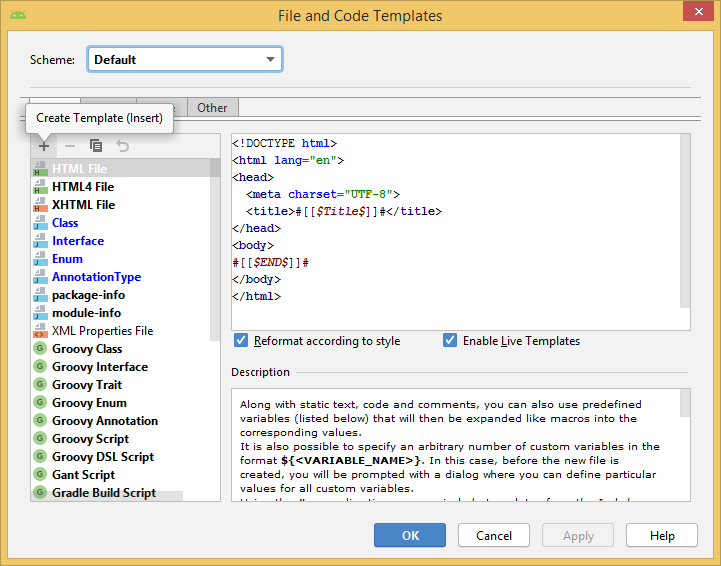 File and Code Templates
Scheme:
Default
Other
Create Template (Insert)
HTML File
HTML4 File
XHTML File
Class
Interface
Enum
AnnotationType
package-info
module-info
XML Properties File
Groovy Class
Groovy Interface
Groovy Trait
Groovy Enum
Groovy Annotation
Groovy Script
Groovy DSL Script
Gant Script
Gradle Build Script
<!DOCTYPE html>
<html lang="en">
<head>
  <meta charset="UTF-8">
  <title>#[[$Title$]]#</title>
</head>
<body>
#[[$END$]]#
</body>
</html>
Reformat according to style
Enable Live Templates
Description
Along with static text, code and comments, you can also use predefined
variables (listed below) that will then be expanded like macros into the
corresponding values.
It is also possible to specify an arbitrary number of custom variables in the
format ${<VARIABLE_NAME>}. In this case, before the new file is
created, you will be prompted with a dialog where you can define particular
values for all custom variables.
OK
Cancel
Apply
Help